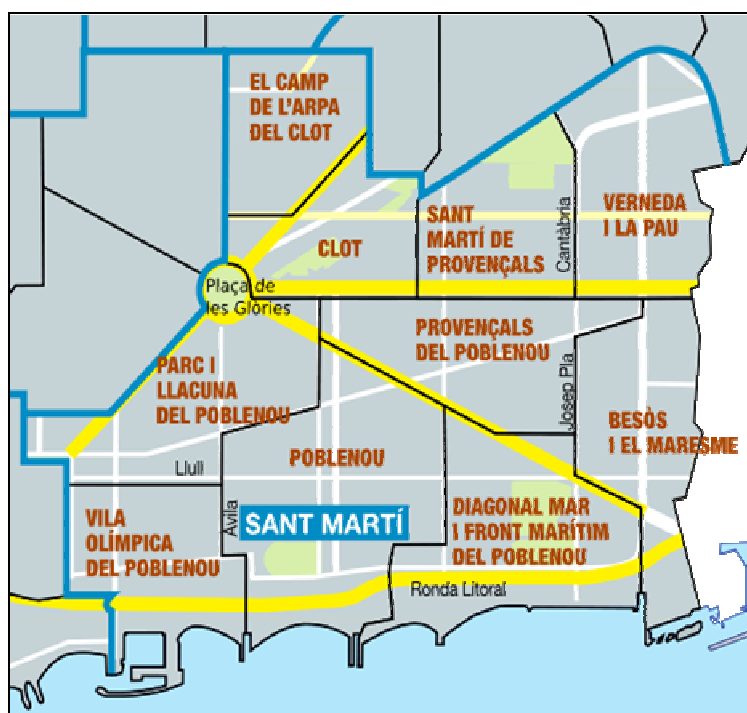 EL CAMP
DE L'ARPA
DEL CLOT
VERNEDA
I LA PAU
SANT
MARTÍ DE
PROVENÇALS
Cantàbria
CLOT
Plaça de
les Glòries
PROVENÇALS
DEL POBLENOU
PARC I
LLACUNA
DEL POBLENOU
Josep Pla
BESÒS
I EL MARESME
POBLENOU
Llull
Àvila
SANT MARTÍ
VILA
OLÍMPICA
DEL POBLENOU
DIAGONAL MAR
I FRONT MARÍTIM
DEL POBLENOU
Ronda Litoral